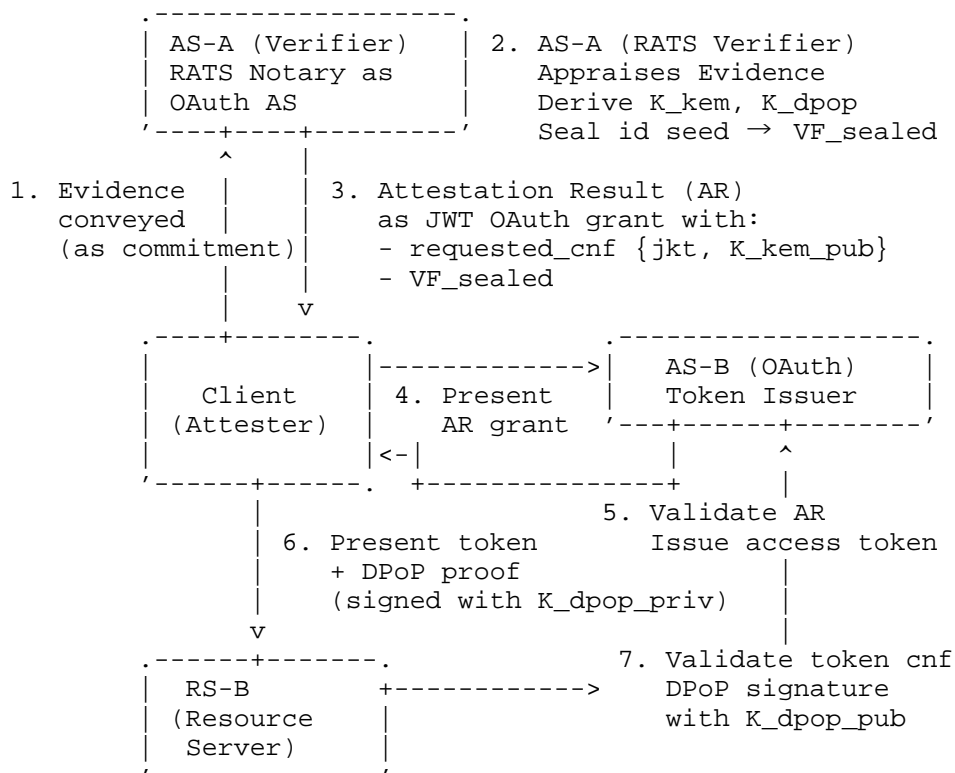 AS-A (Verifier)
RATS Notary as
OAuth AS
2. AS-A (RATS Verifier)
Appraises Evidence
Derive K_kem, K_dpop
Seal id seed → VF_sealed
1. Evidence
conveyed
(as commitment)
3. Attestation Result (AR)
as JWT OAuth grant with:
- requested_cnf {jkt, K_kem_pub}
- VF_sealed
Client
(Attester)
4. Present
AR grant
AS-B (OAuth)
Token Issuer
5. Validate AR
Issue access token
6. Present token
+ DPoP proof
(signed with K_dpop_priv)
RS-B
(Resource
Server)
7. Validate token cnf
DPoP signature
with K_dpop_pub